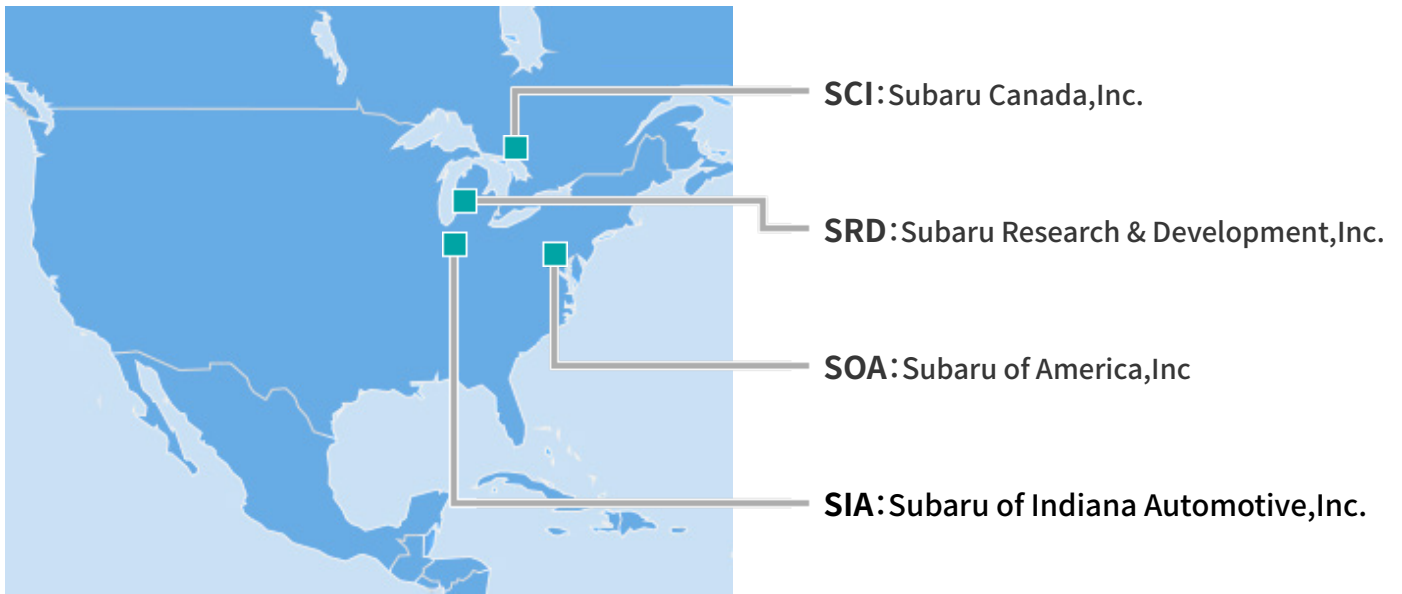 SCI:Subaru Canada,Inc.
SRD:Subaru Research & Development,Inc.
SOA:Subaru of America,Inc
SIA:Subaru of Indiana Automotive,Inc.